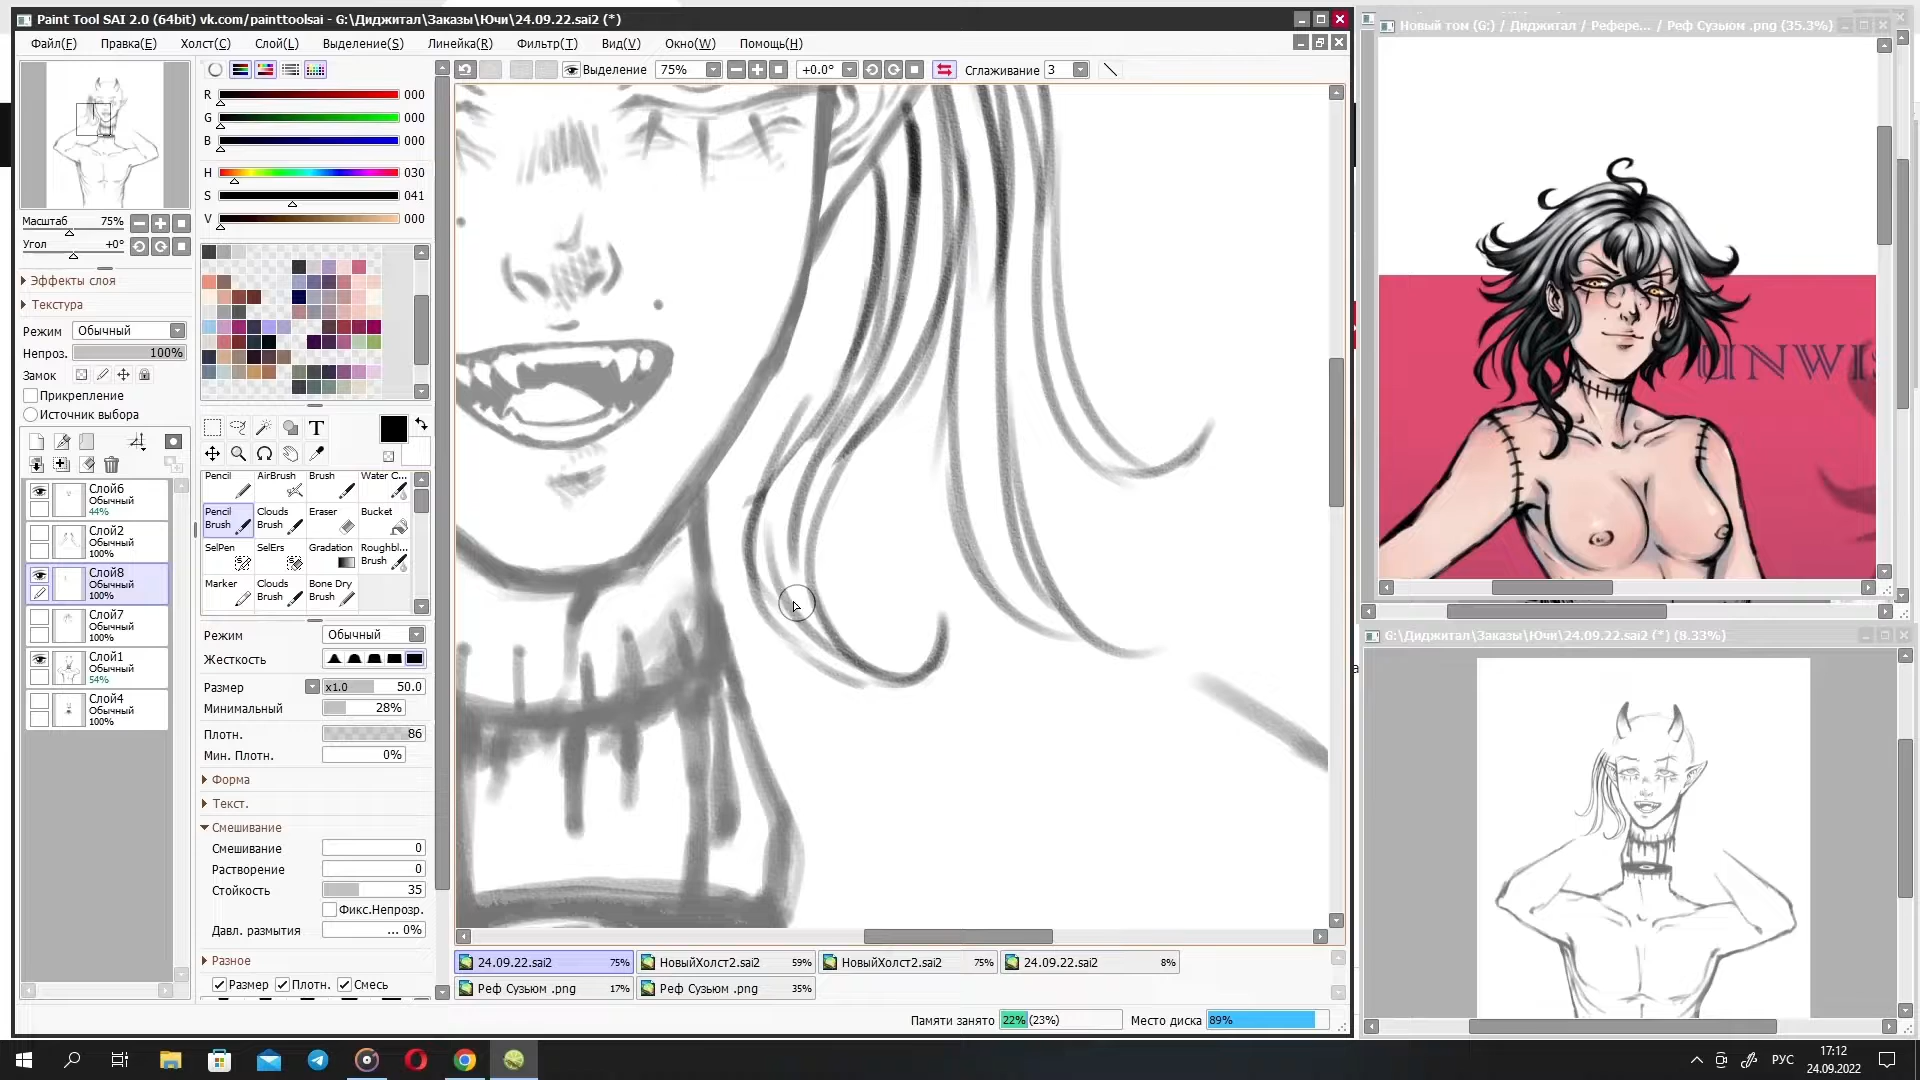 Paint Tool SAI 2.0 (64bit) vk.com/painttoolsai - G:\Диджитал\Заказы\Ючи\24.09.22.sai2 (*)
Файл(F) Правка(E) Холст(C) Слой(L) Выделение(S) Линейка(R) Фильтр(T) Вид(V) Окно(W) Помощь(H)
Выделение 75% +0.0° Сглаживание 3
R 000
G 000
B 000
H 030
S 041
V 000
Масштаб 75%
Угол +0°
Эффекты слоя
Текстура
Режим Обычный
Непроз. 100%
Замок
Прикрепление
Источник выбора
Слой6
Обычный
44%
Слой2
Обычный
100%
Слой8
Обычный
100%
Слой7
Обычный
100%
Слой1
Обычный
54%
Слой4
Обычный
100%
T
Pencil AirBrush Brush Water C...
Pencil Brush Clouds Brush Eraser Bucket
SelPen SelErs Gradation Roughbl... Brush
Marker Clouds Brush Bone Dry Brush
Режим Обычный
Жесткость
Размер x1.0 50.0
Минимальный 28%
Плотн. 86
Мин. Плотн. 0%
Форма
Текст.
Смешивание
Смешивание 0
Растворение 0
Стойкость 35
Фикс.Непрозр.
Давл. размытия ... 0%
Разное
Размер Плотн. Смесь
24.09.22.sai2 75% НовыйХолст2.sai2 59% НовыйХолст2.sai2 75% 24.09.22.sai2 8%
Реф Сузьюм .png 17% Реф Сузьюм .png 35%
Памяти занято 22% (23%) Место диска 89%
Новый том (G:) / Диджитал / Рефере... / Реф Сузьюм .png (35.3%)
UNWIS
G:\Диджитал\Заказы\Ючи\24.09.22.sai2 (*) (8.33%)
РУС
17:12
24.09.2022